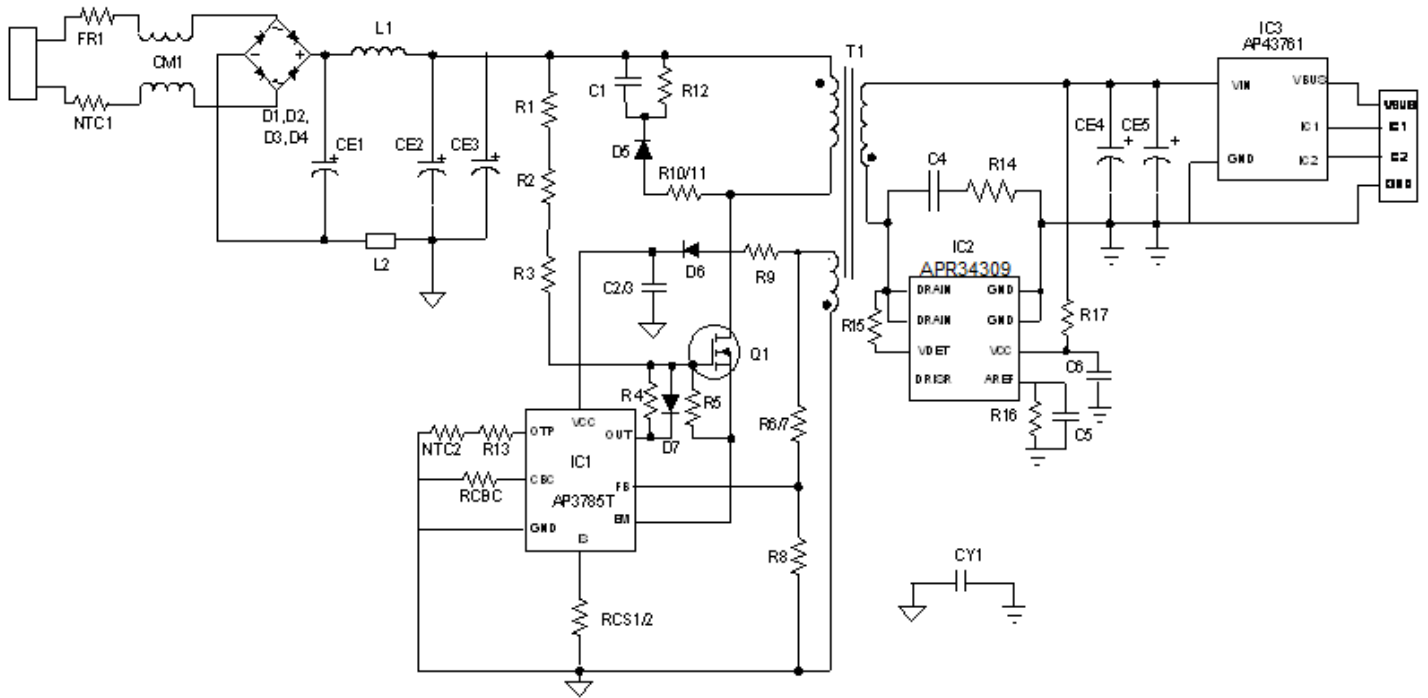 FR1
CM1
NTC1
D1,D2,
D3,D4
L1
CE1
CE2
CE3
L2
R1
R2
R3
C1
R12
D5
R10/11
T1
C2/3
D6
R9
Q1
R4
D7
R5
R6/7
R8
NTC2
R13
RCBC
OTP
VCC
OUT
IC1
CBC
AP3785T
FB
EM
GND
IS
RCS1/2
C4
R14
IC2
APR34309
DRAIN
GND
DRAIN
GND
VDET
VCC
DRISR
AREF
R15
R16
C5
C6
R17
CE4
CE5
IC3
AP43761
VIN
VBUS
IC1
IC2
GND
VBUS
IC1
IC2
GND
CY1